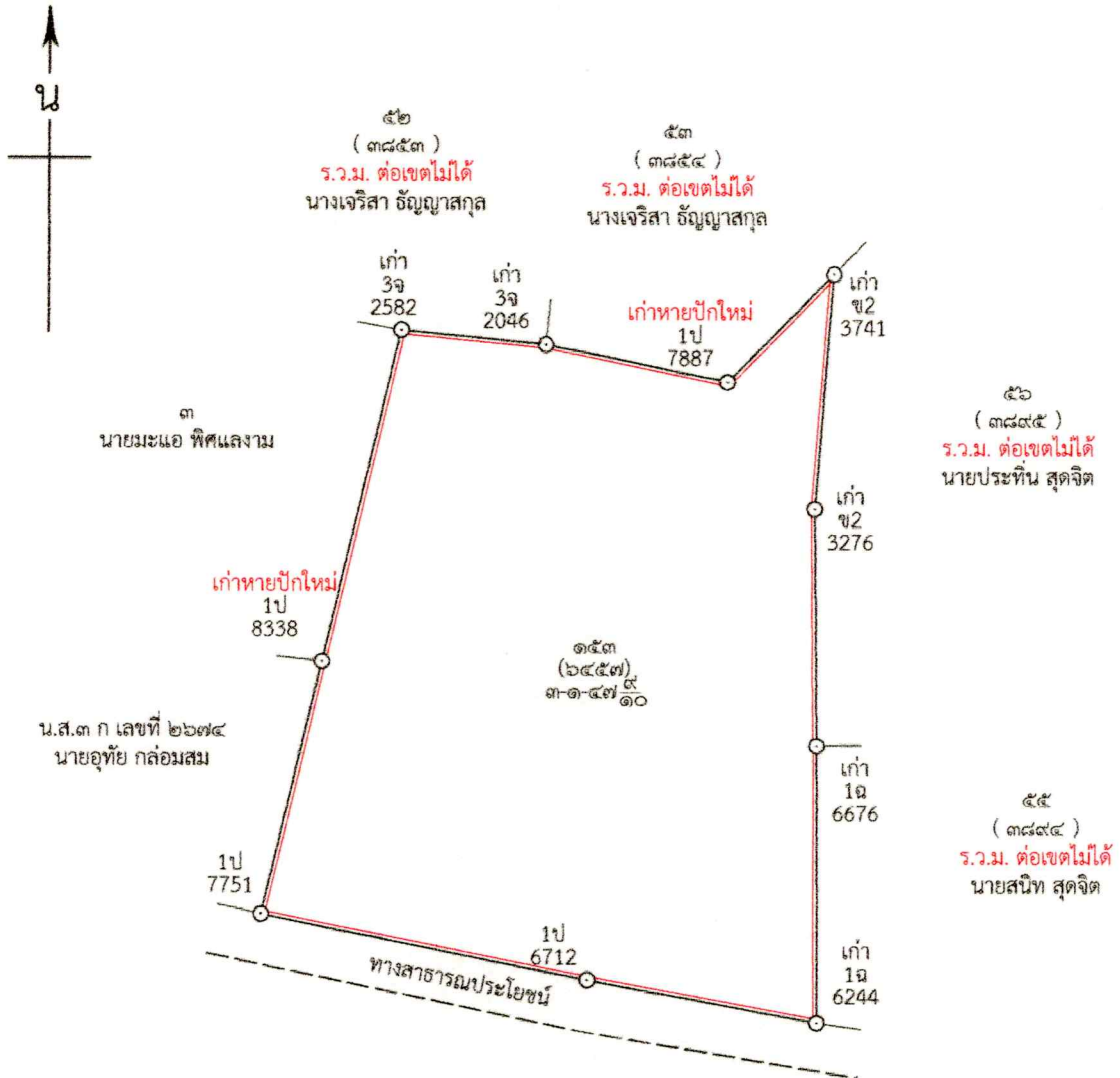 น
๕๒
( ๓๘๕๓ )
ร.ว.ม. ต่อเขตไม่ได้
นางเจริสา ธัญญาสกุล
๕๓
( ๓๘๕๔ )
ร.ว.ม. ต่อเขตไม่ได้
นางเจริสา ธัญญาสกุล
เก่า
3จ
2582
เก่า
3จ
2046
เก่าหายปักใหม่
1ป
7887
เก่า
ข2
3741
๓
นายมะแอ พิศแลงาม
๕๖
( ๓๘๙๕ )
ร.ว.ม. ต่อเขตไม่ได้
นายประทิ่น สุดจิต
เก่า
ข2
3276
เก่าหายปักใหม่
1ป
8338
๑๕๓
(๖๔๕๗)
๓-๑-๔๗ ๙/๑๐
น.ส.๓ ก เลขที่ ๒๖๗๔
นายอุทัย กล่อมสม
เก่า
1ฉ
6676
๕๕
( ๓๘๙๔ )
ร.ว.ม. ต่อเขตไม่ได้
นายสนิท สุดจิต
1ป
7751
1ป
6712
เก่า
1ฉ
6244
ทางสาธารณประโยชน์